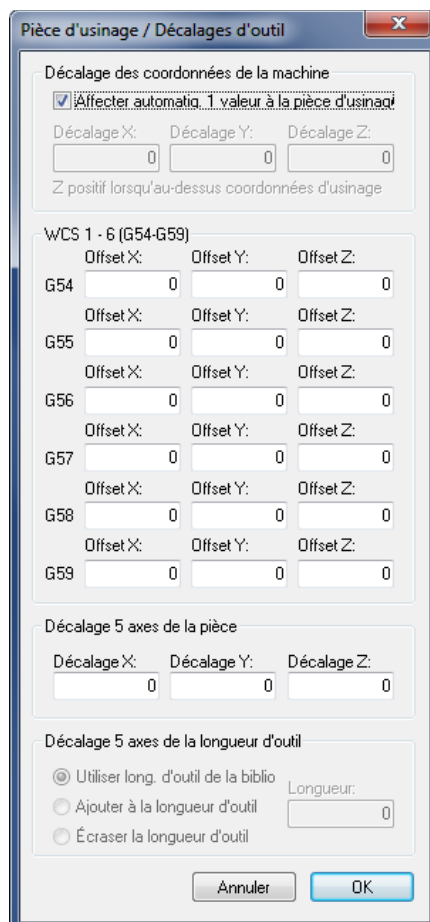 Pièce d'usinage / Décalages d'outil
Décalage des coordonnées de la machine
Affecter automatiq. 1 valeur à la pièce d'usinage
Décalage X: Décalage Y: Décalage Z:
0 0 0
Z positif lorsqu'au-dessus coordonnées d'usinage
WCS 1 - 6 (G54-G59)
Offset X: Offset Y: Offset Z:
G54 0 0 0
Offset X: Offset Y: Offset Z:
G55 0 0 0
Offset X: Offset Y: Offset Z:
G56 0 0 0
Offset X: Offset Y: Offset Z:
G57 0 0 0
Offset X: Offset Y: Offset Z:
G58 0 0 0
Offset X: Offset Y: Offset Z:
G59 0 0 0
Décalage 5 axes de la pièce
Décalage X: Décalage Y: Décalage Z:
0 0 0
Décalage 5 axes de la longueur d'outil
Utiliser long. d'outil de la biblio
Longueur:
Ajouter à la longueur d'outil 0
Écraser la longueur d'outil
Annuler OK